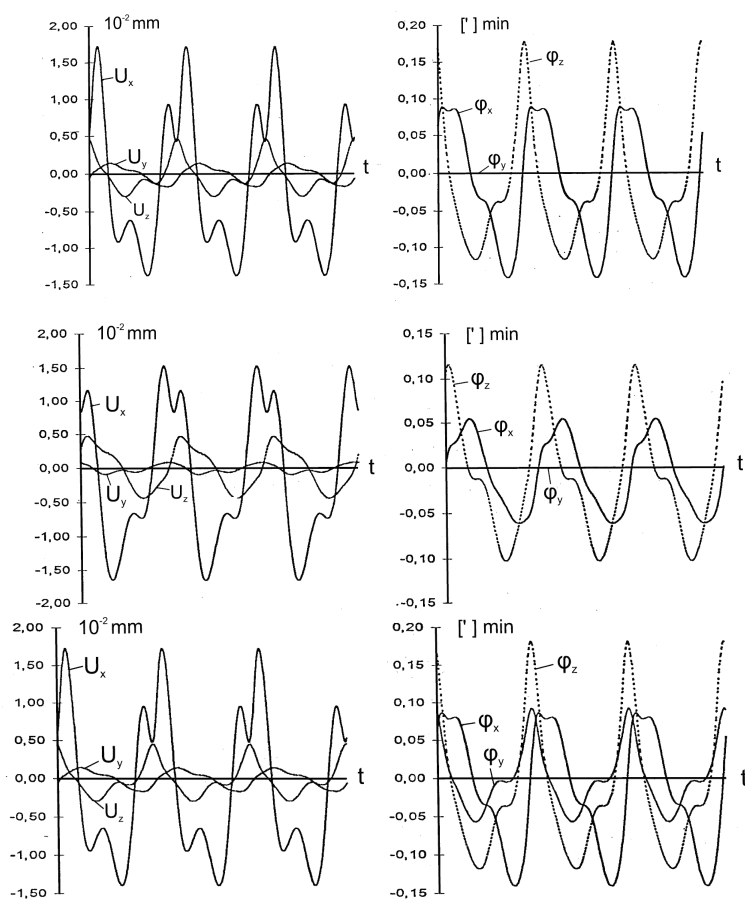 2,00
10⁻² mm
Uₓ
1,00
0,50
U_y
0,00
t
-0,50
U_z
-1,00
-1,50
0,20
['] min
0,15
φ_z
0,10
φₓ
0,05
φ_y
0,00
t
-0,05
-0,10
-0,15
2,00
10⁻² mm
1,50
1,00
Uₓ
0,50
0,00
t
-0,50
U_y
U_z
-1,00
-1,50
-2,00
0,15
['] min
0,10
φ_z
0,05
φₓ
0,00
t
φ_y
-0,05
-0,10
-0,15
2,00
10⁻² mm
1,50
Uₓ
1,00
0,50
U_y
0,00
t
-0,50
U_z
-1,00
-1,50
0,20
['] min
0,15
φ_z
0,10
φₓ
0,05
φ_y
0,00
t
-0,05
-0,10
-0,15